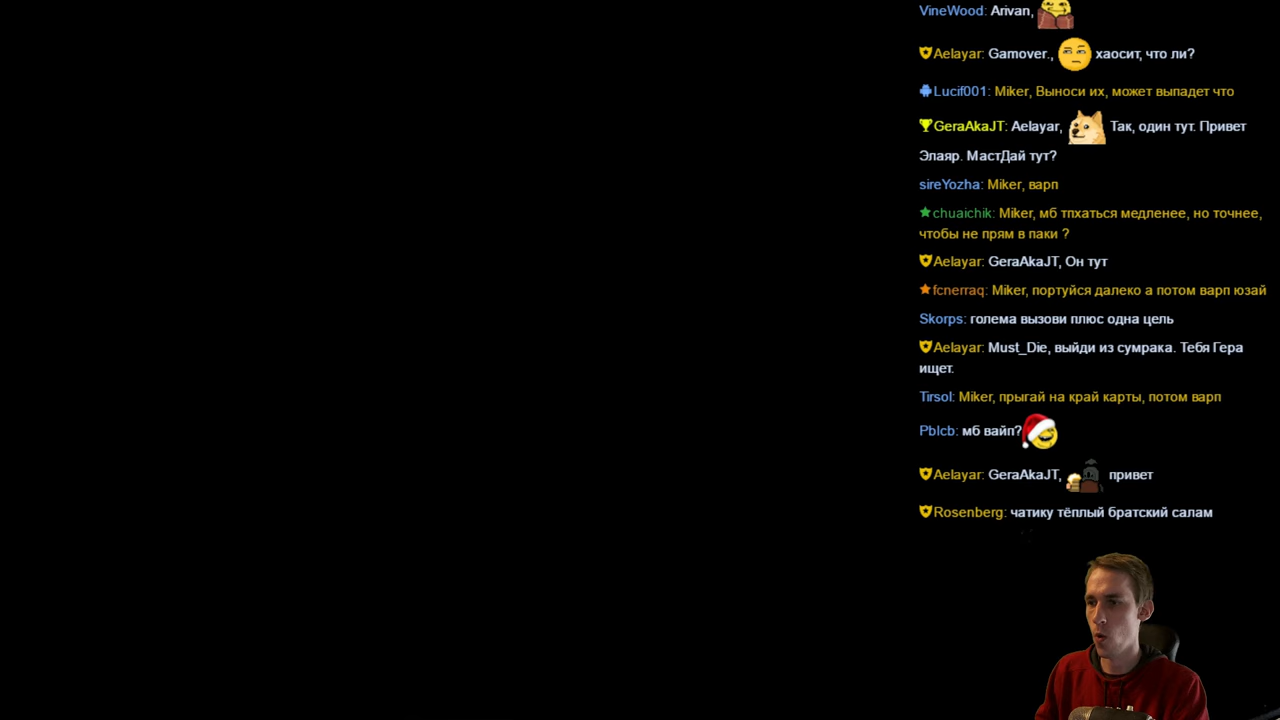 VineWood: Arivan,
Aelayar: Gamover., хаосит, что ли?
Lucif001: Miker, Выноси их, может выпадет что
GeraAkaJT: Aelayar, Так, один тут. Привет
Элаяр. МастДай тут?
sireYozha: Miker, варп
chuaichik: Miker, мб тпхаться медленее, но точнее,
чтобы не прям в паки ?
Aelayar: GeraAkaJT, Он тут
fcnerraq: Miker, портуйся далеко а потом варп юзай
Skorps: голема вызови плюс одна цель
Aelayar: Must_Die, выйди из сумрака. Тебя Гера
ищет.
Tirsol: Miker, прыгай на край карты, потом варп
Pblcb: мб вайп?
Aelayar: GeraAkaJT, привет
Rosenberg: чатику тёплый братский салам